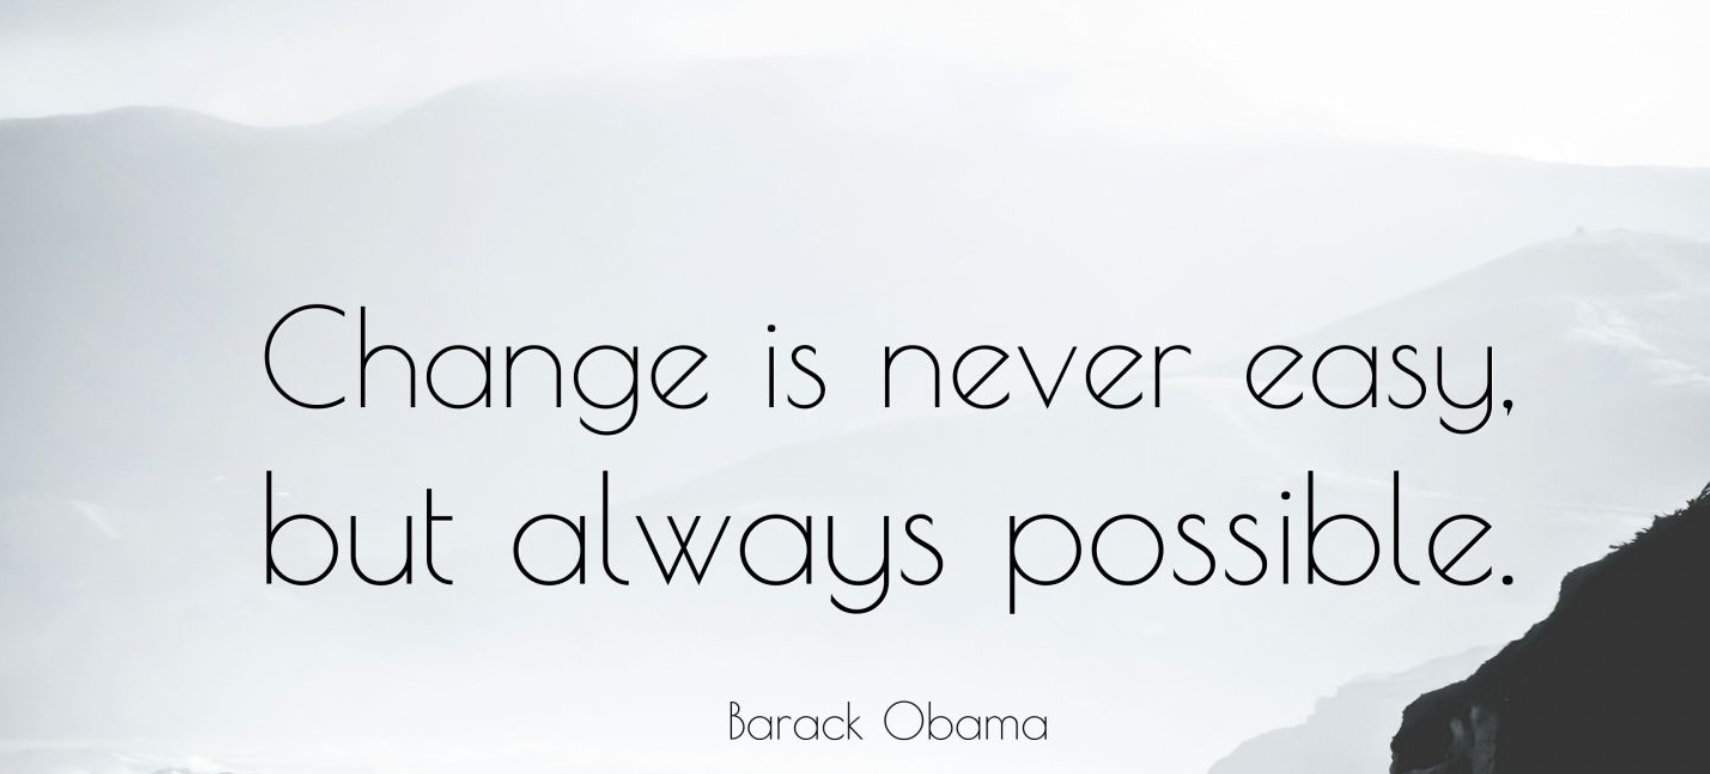 Change is never easy,
but always possible.
Barack Obama